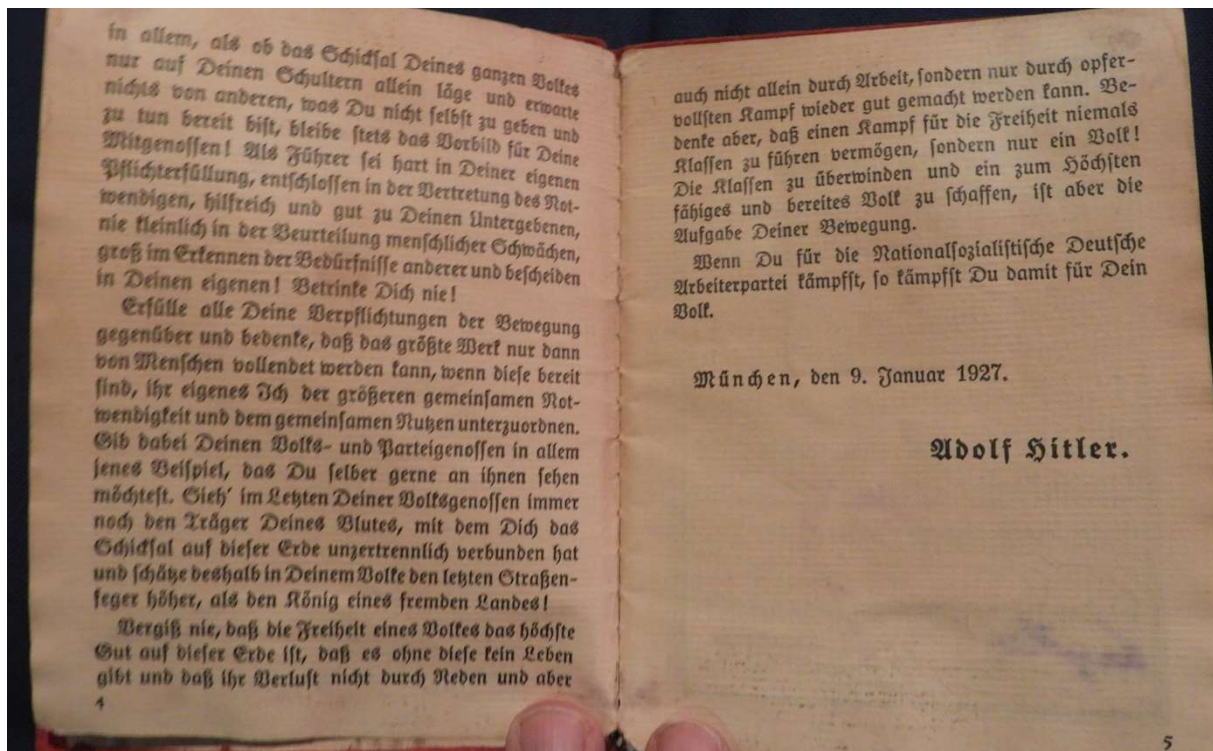 in allem, als ob das Schicksal Deines ganzen Volkes
nur auf Deinen Schultern allein läge und erwarte
nichts von anderen, was Du nicht selbst zu geben und
zu tun bereit bist, bleibe stets das Vorbild für Deine
Mitgenossen! Als Führer sei hart in Deiner eigenen
Pflichterfüllung, entschlossen in der Vertretung des Not-
wendigen, hilfreich und gut zu Deinen Untergebenen,
nie kleinlich in der Beurteilung menschlicher Schwächen,
groß im Erkennen der Bedürfnisse anderer und bescheiden
in Deinen eigenen! Betrinke Dich nie!
Erfülle alle Deine Verpflichtungen der Bewegung
gegenüber und bedenke, daß das größte Werk nur dann
von Menschen vollendet werden kann, wenn diese bereit
sind, ihr eigenes Ich der größeren gemeinsamen Not-
wendigkeit und dem gemeinsamen Nutzen unterzuordnen.
Gib dabei Deinen Volks- und Parteigenossen in allem
jenes Beispiel, das Du selber gerne an ihnen sehen
möchtest. Sieh' im Letzten Deiner Volksgenossen immer
noch den Träger Deines Blutes, mit dem Dich das
Schicksal auf dieser Erde unzertrennlich verbunden hat
und schätze deshalb in Deinem Volke den letzten Straßen-
feger höher, als den König eines fremden Landes!
Vergiß nie, daß die Freiheit eines Volkes das höchste
Gut auf dieser Erde ist, daß es ohne diese kein Leben
gibt und daß ihr Verlust nicht durch Reden und aber
4
auch nicht allein durch Arbeit, sondern nur durch opfer-
vollsten Kampf wieder gut gemacht werden kann. Be-
denke aber, daß einen Kampf für die Freiheit niemals
Klassen zu führen vermögen, sondern nur ein Volk!
Die Klassen zu überwinden und ein zum Höchsten
fähiges und bereites Volk zu schaffen, ist aber die
Aufgabe Deiner Bewegung.
Wenn Du für die Nationalsozialistische Deutsche
Arbeiterpartei kämpfst, so kämpfst Du damit für Dein
Volk.
München, den 9. Januar 1927.
Adolf Hitler.
5